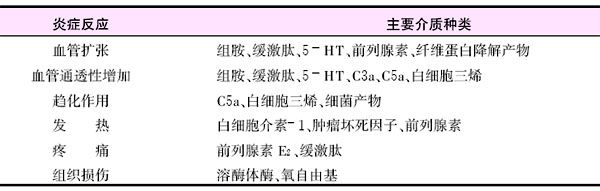 炎症反应 主要介质种类
血管扩张 组胺、缓激肽、5-HT、前列腺素、纤维蛋白降解产物
血管通透性增加 组胺、缓激肽、5-HT、C3a、C5a、白细胞三烯
趋化作用 C5a、白细胞三烯、细菌产物
发 热 白细胞介素-1、肿瘤坏死因子、前列腺素
疼 痛 前列腺素 E₂、缓激肽
组织损伤 溶酶体酶、氧自由基